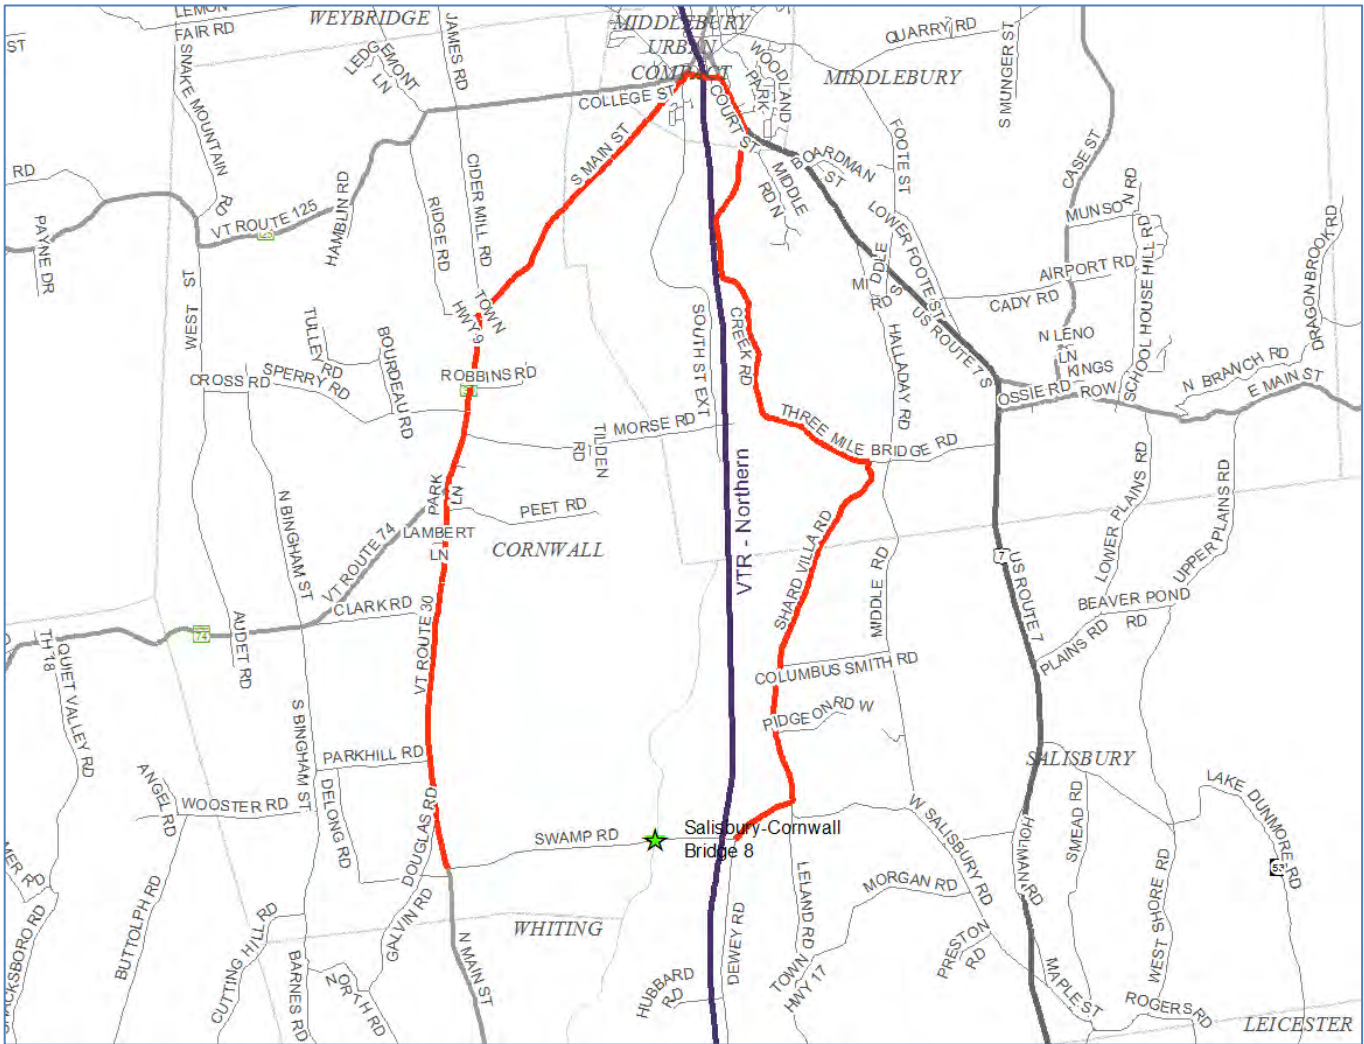 LEMON
FAIR RD
ST
WEYBRIDGE
JAMES RD
MIDDLEBURY
URBAN
COMPACT
WOODLAND
PARK
QUARRY RD
MIDDLEBURY
S MUNGER ST
SNAKE MOUNTAIN
RD
LEDGEMONT
LN
COLLEGE ST
COURT ST
S MAIN ST
BOARDMAN
ST
FOOTE ST
CASE ST
RD
PAYNE DR
VT ROUTE 125
125
HAMBLIN RD
RIDGE RD
CIDER MILL RD
MIDDLE
RD N
LOWER FOOTE ST
MUNSON RD
AIRPORT RD
CADY RD
SCHOOL HOUSE HILL RD
DRAGON BROOK RD
MIDDLE
RD S
WEST ST
TOWN
HWY 9
TULLEY
RD
BOURDEAU RD
CROSS RD
SPERRY RD
ROBBINS RD
SOUTH ST EXT
CREEK RD
HALLADAY RD
US ROUTE 7 S
N LENO
LN
KINGS
ROW
OSSIE RD
N BRANCH RD
E MAIN ST
MORSE RD
TILDEN
RD
THREE MILE BRIDGE RD
N BINGHAM ST
PARK
LN
PEET RD
LAMBERT
LN
CORNWALL
VT ROUTE 74
VTR - Northern
SHARD VILLA RD
MIDDLE RD
7
US ROUTE 7
LOWER PLAINS RD
UPPER PLAINS RD
BEAVER POND
RD
PLAINS RD
CLARK RD
74
TH 18
QUIET VALLEY RD
AUDET RD
VT ROUTE 30
COLUMBUS SMITH RD
PIDGEON RD W
S BINGHAM ST
PARKHILL RD
SALISBURY
ANGEL RD
WOOSTER RD
DELONG RD
DOUGLAS RD
SWAMP RD
Salisbury-Cornwall
Bridge 8
W SALISBURY RD
HOLMAN RD
SMEAD RD
LAKE DUNMORE RD
53
BUTTOLPH RD
CUTTING HILL RD
GALVIN RD
BARNES RD
NORTH RD
N MAIN ST
WHITING
HUBBARD
RD
DEWEY RD
LELAND RD
TOWN
HWY 17
MORGAN RD
PRESTON
RD
WEST SHORE RD
MAPLE ST
ROGERS RD
LEICESTER